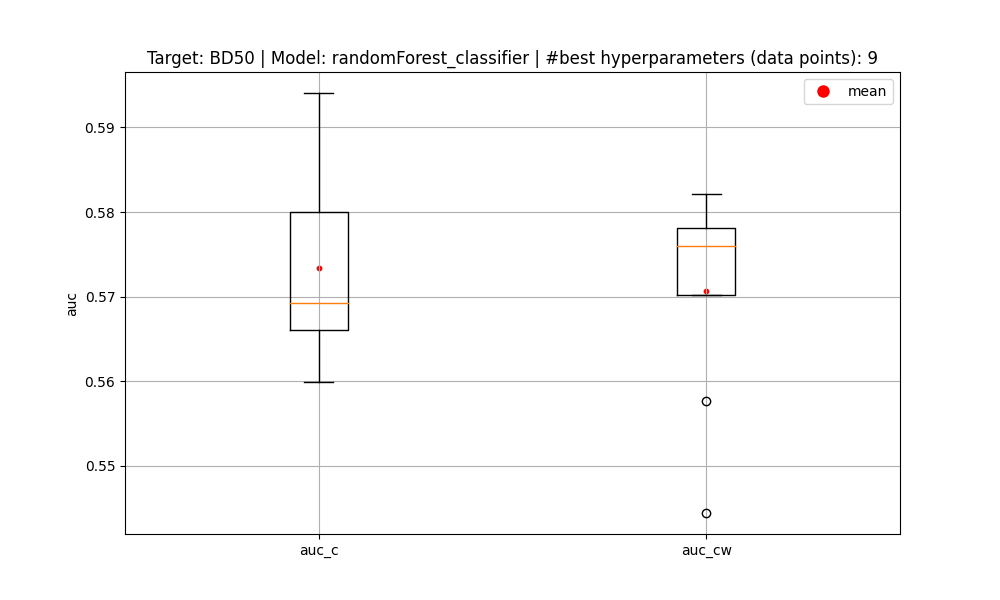 Target: BD50 | Model: randomForest_classifier | #best hyperparameters (data points): 9
mean
0.59
0.58
0.57
0.56
0.55
auc
auc_c
auc_cw